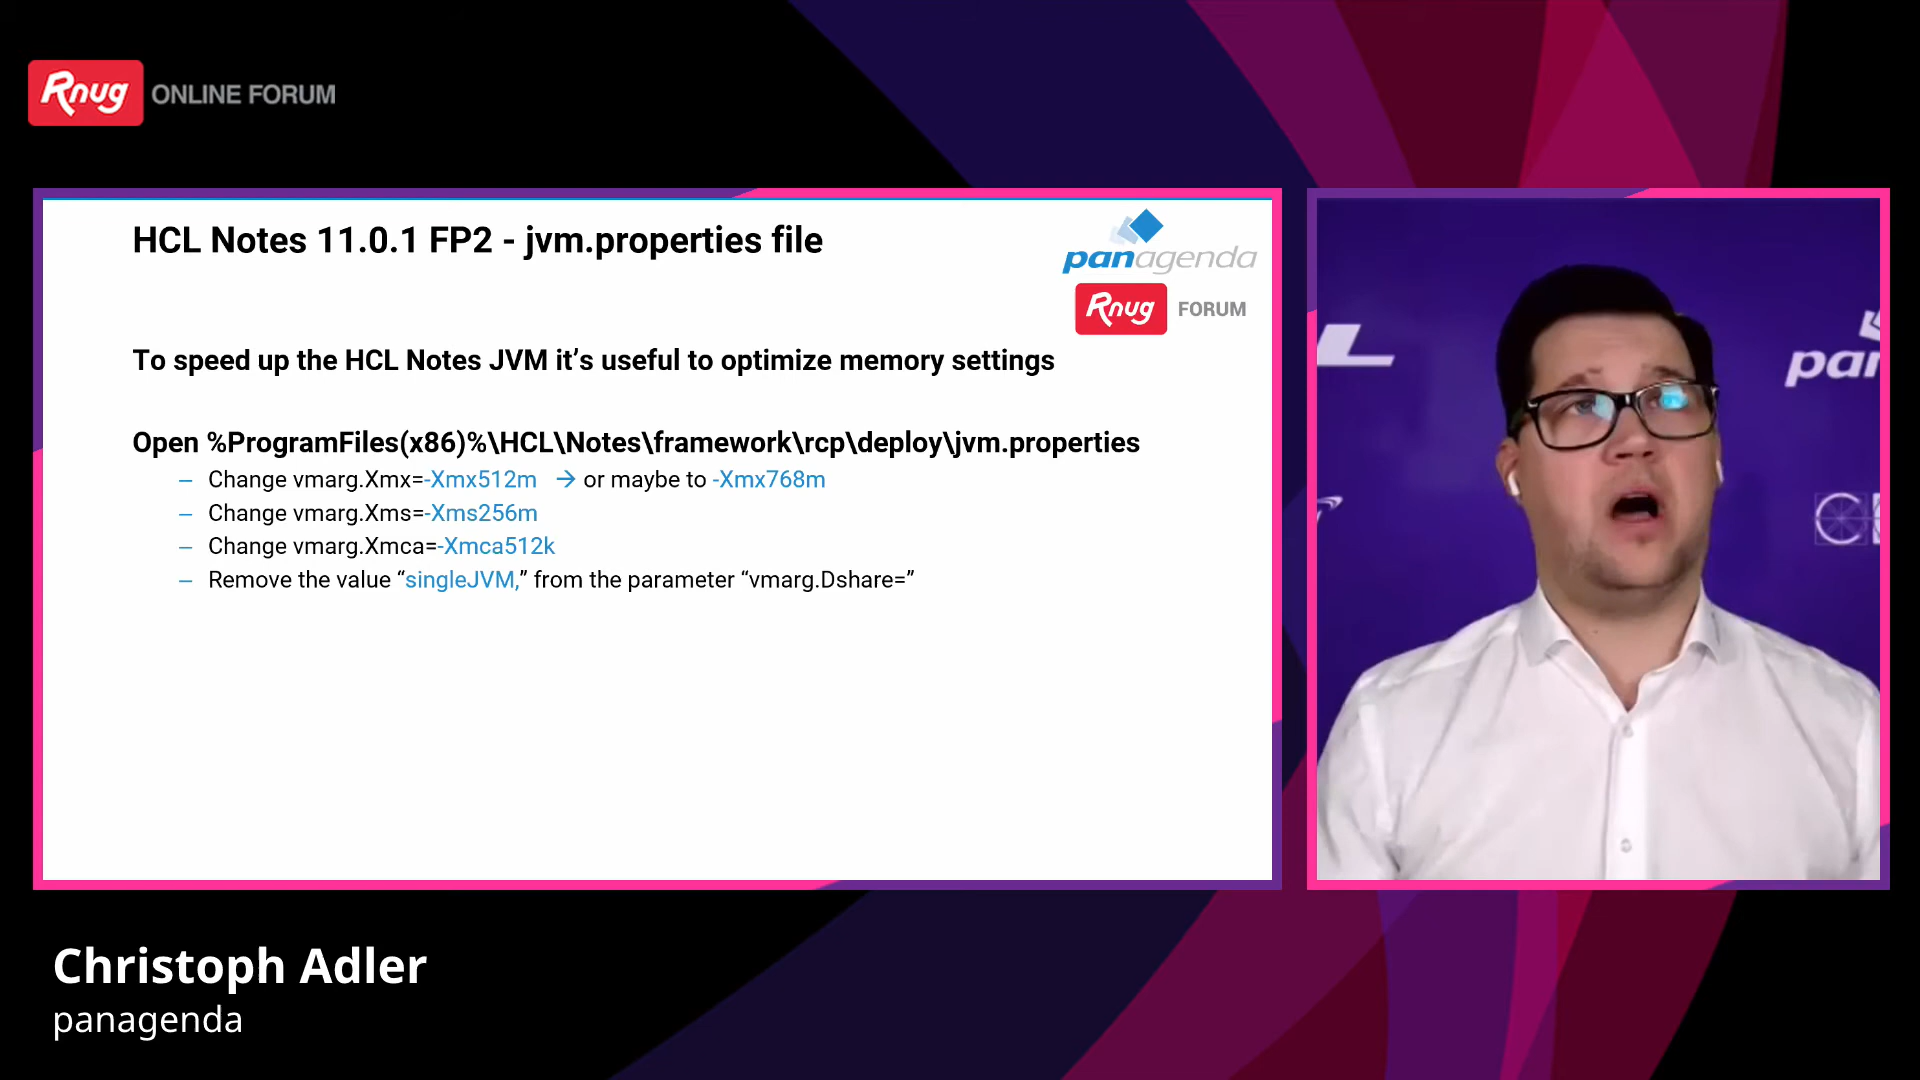 Rnug ONLINE FORUM
HCL Notes 11.0.1 FP2 - jvm.properties file
panagenda
Rnug FORUM
To speed up the HCL Notes JVM it’s useful to optimize memory settings
Open %ProgramFiles(x86)%\HCL\Notes\framework\rcp\deploy\jvm.properties
– Change vmarg.Xmx=-Xmx512m → or maybe to -Xmx768m
– Change vmarg.Xms=-Xms256m
– Change vmarg.Xmca=-Xmca512k
– Remove the value “singleJVM,” from the parameter “vmarg.Dshare=”
L
pan
Christoph Adler
panagenda